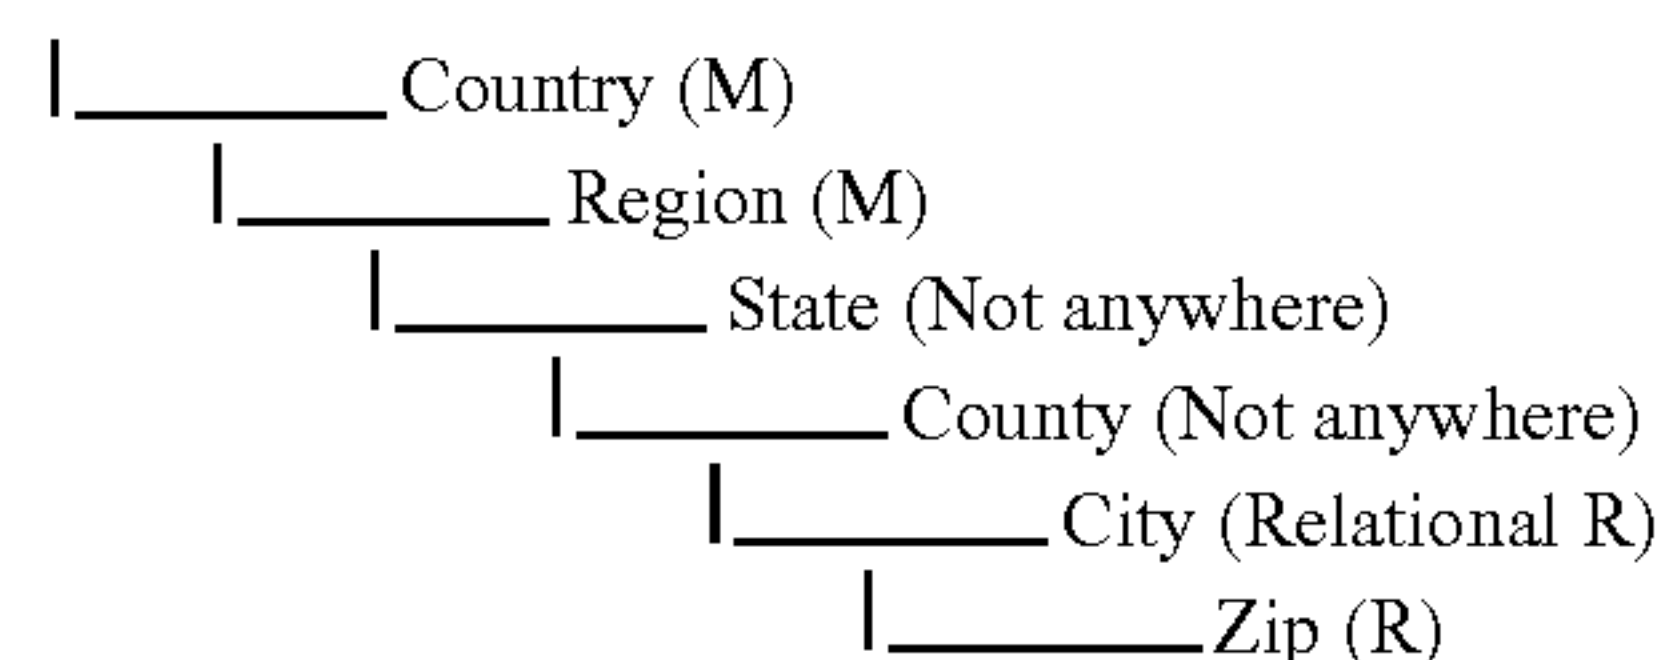 Country (M)
Region (M)
State (Not anywhere)
County (Not anywhere)
City (Relational R)
Zip (R)